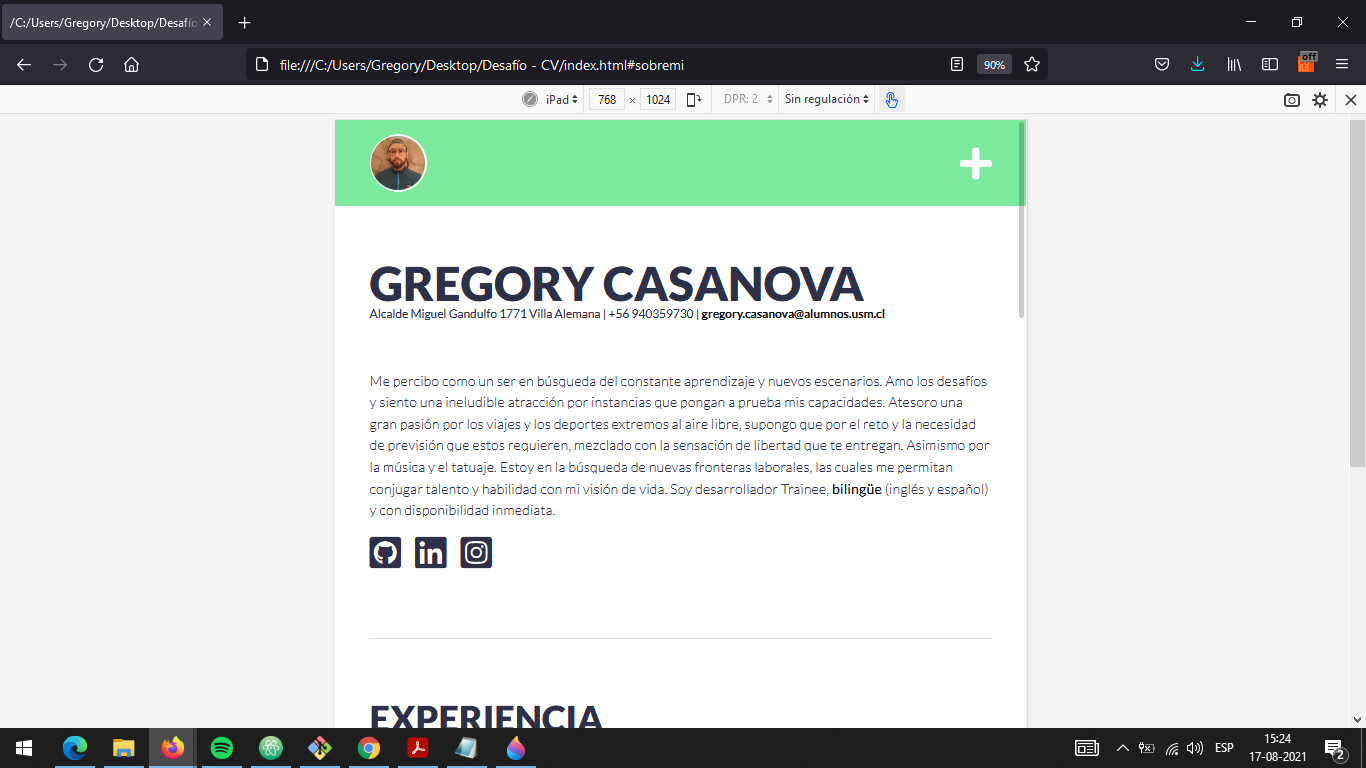 /C:/Users/Gregory/Desktop/Desafío
file:///C:/Users/Gregory/Desktop/Desafío - CV/index.html#sobremi
90%
off
iPad
768 × 1024
DPR: 2
Sin regulación
GREGORY CASANOVA
Alcalde Miguel Gandulfo 1771 Villa Alemana | +56 940359730 | gregory.casanova@alumnos.usm.cl
Me percibo como un ser en búsqueda del constante aprendizaje y nuevos escenarios. Amo los desafíos
y siento una ineludible atracción por instancias que pongan a prueba mis capacidades. Atesoro una
gran pasión por los viajes y los deportes extremos al aire libre, supongo que por el reto y la necesidad
de previsión que estos requieren, mezclado con la sensación de libertad que te entregan. Asimismo por
la música y el tatuaje. Estoy en la búsqueda de nuevas fronteras laborales, las cuales me permitan
conjugar talento y habilidad con mi visión de vida. Soy desarrollador Trainee, bilingüe (inglés y español)
y con disponibilidad inmediata.
in
EXPERIENCIA
ESP
15:24
17-08-2021
2